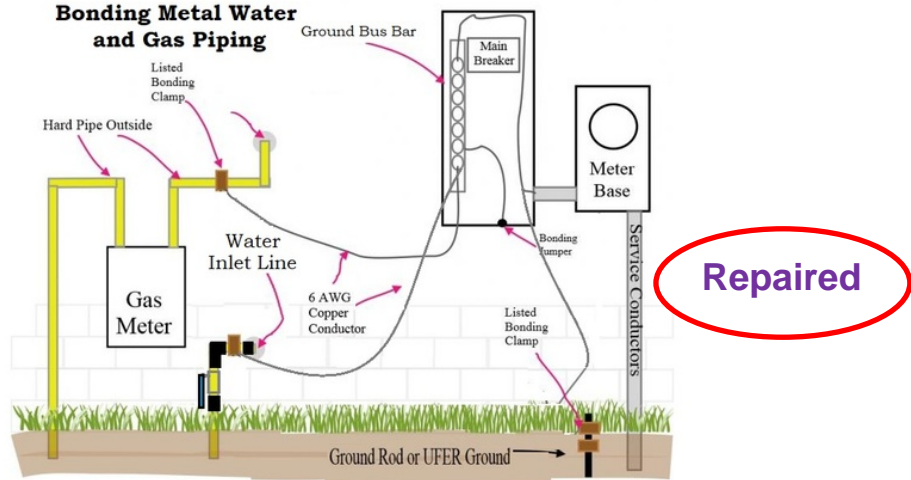 Bonding Metal Water
and Gas Piping
Ground Bus Bar
Main
Breaker
Listed
Bonding
Clamp
Hard Pipe Outside
Meter
Base
Water
Inlet Line
Bonding
Jumper
Service Conductors
Repaired
Gas
Meter
6 AWG
Copper
Conductor
Listed
Bonding
Clamp
Ground Rod or UFER Ground